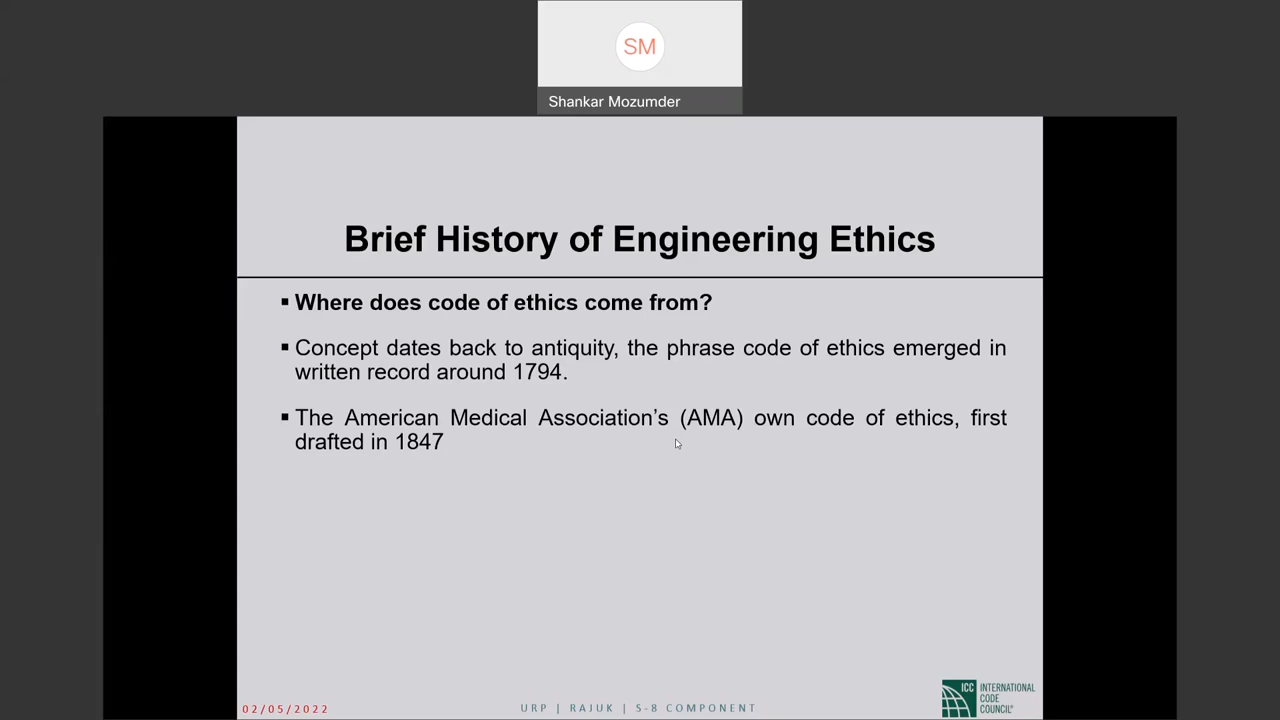 SM
Shankar Mozumder
Brief History of Engineering Ethics
▪ Where does code of ethics come from?
▪ Concept dates back to antiquity, the phrase code of ethics emerged in
written record around 1794.
▪ The American Medical Association’s (AMA) own code of ethics, first
drafted in 1847
02/05/2022
URP | RAJUK | S-8 COMPONENT
ICC
INTERNATIONAL
CODE
COUNCIL®